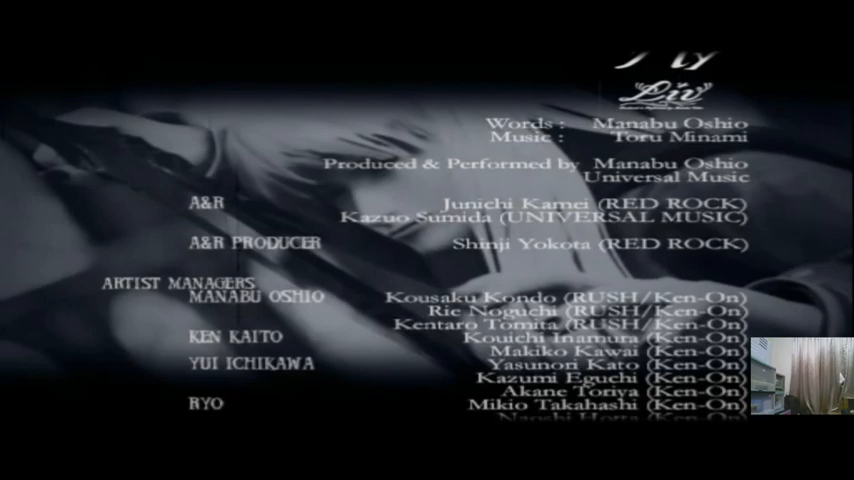 Liv
Words : Manabu Oshio
Music : Toru Minami
Produced & Performed by Manabu Oshio
Universal Music
A&R Junichi Kamei (RED ROCK)
Kazuo Sumida (UNIVERSAL MUSIC)
A&R PRODUCER Shinji Yokota (RED ROCK)
ARTIST MANAGERS
MANABU OSHIO Kousaku Kondo (RUSH/Ken-On)
Rie Noguchi (RUSH/Ken-On)
Kentaro Tomita (RUSH/Ken-On)
KEN KAITO Kouichi Inamura (Ken-On)
Makiko Kawai (Ken-On)
YUI ICHIKAWA Yasunori Kato (Ken-On)
Kazumi Eguchi (Ken-On)
Akane Toriya (Ken-On)
RYO Mikio Takahashi (Ken-On)